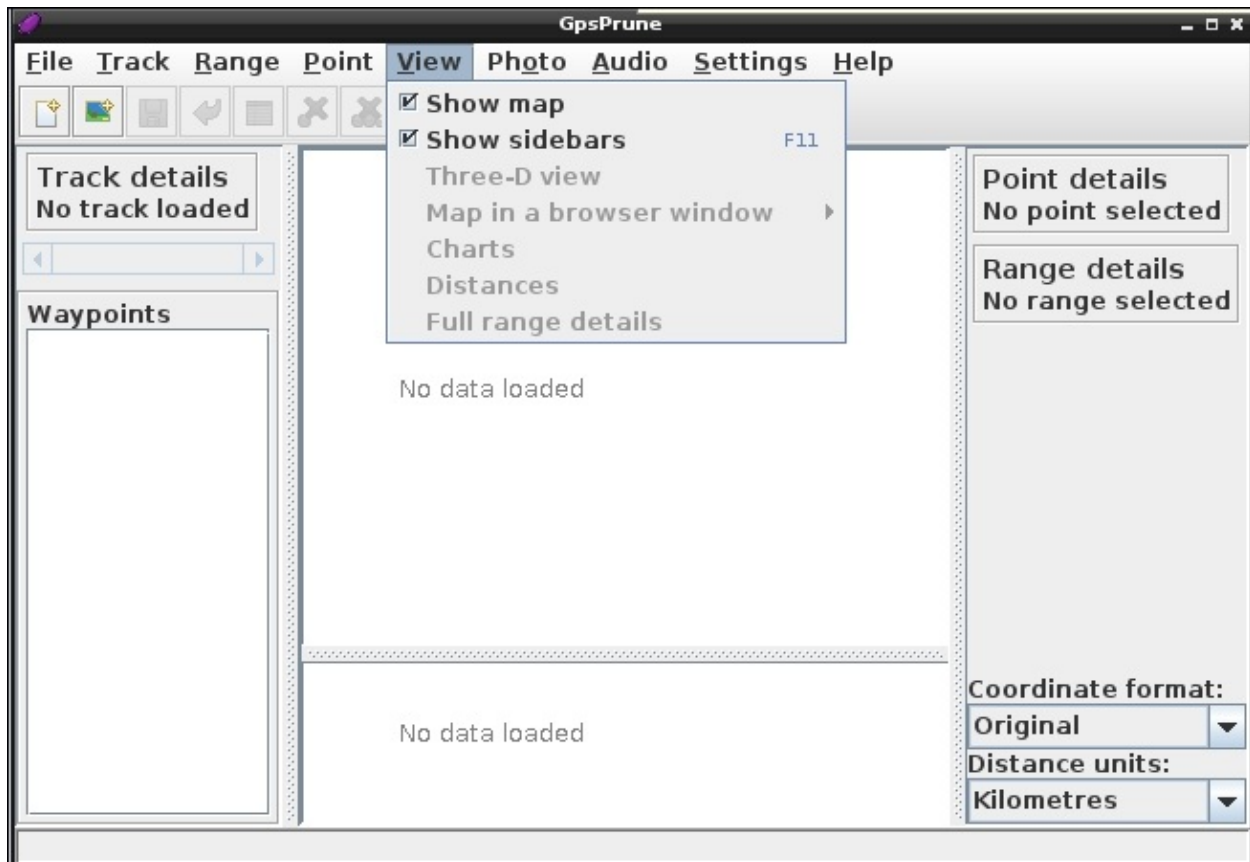 GpsPrune
File Track Range Point View Photo Audio Settings Help
Show map
Show sidebars F11
Three-D view
Map in a browser window
Charts
Distances
Full range details
Track details
No track loaded
Waypoints
No data loaded
No data loaded
Point details
No point selected
Range details
No range selected
Coordinate format:
Original
Distance units:
Kilometres